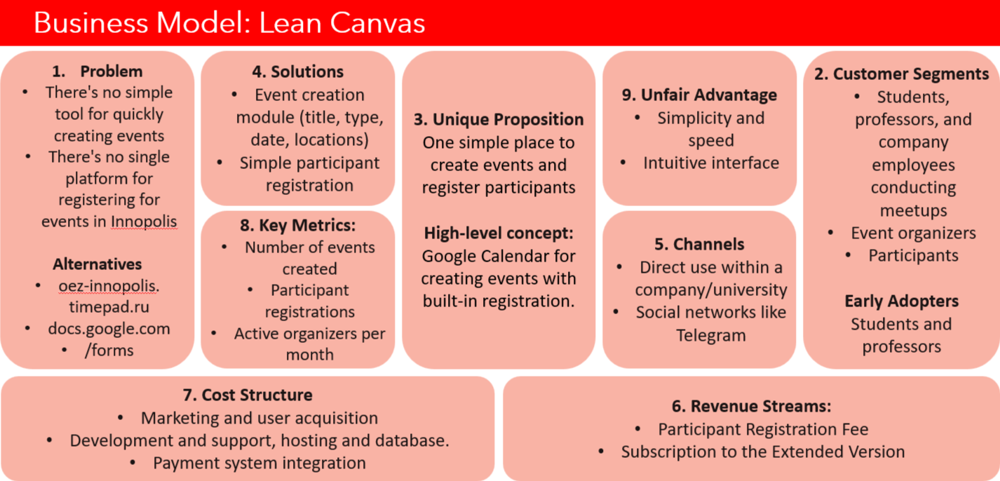 Business Model: Lean Canvas
1. Problem
• There's no simple
tool for quickly
creating events
• There's no single
platform for
registering for
events in Innopolis
Alternatives
• oez-innopolis.
timepad.ru
• docs.google.com
• /forms
4. Solutions
• Event creation
module (title, type,
date, locations)
• Simple participant
registration
8. Key Metrics:
• Number of events
created
• Participant
registrations
• Active organizers per
month
3. Unique Proposition
One simple place to
create events and
register participants
High-level concept:
Google Calendar for
creating events with
built-in registration.
9. Unfair Advantage
• Simplicity and
speed
• Intuitive interface
5. Channels
• Direct use within a
company/university
• Social networks like
Telegram
2. Customer Segments
• Students,
professors, and
company
employees
conducting
meetups
• Event organizers
• Participants
Early Adopters
Students and
professors
7. Cost Structure
• Marketing and user acquisition
• Development and support, hosting and database.
• Payment system integration
6. Revenue Streams:
• Participant Registration Fee
• Subscription to the Extended Version